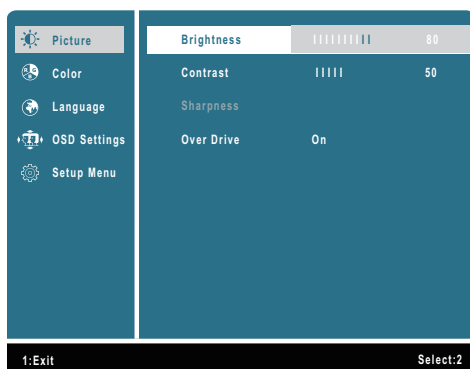 Picture
Color
Language
OSD Settings
Setup Menu
Brightness 80
Contrast 50
Sharpness
Over Drive On
1:Exit Select:2